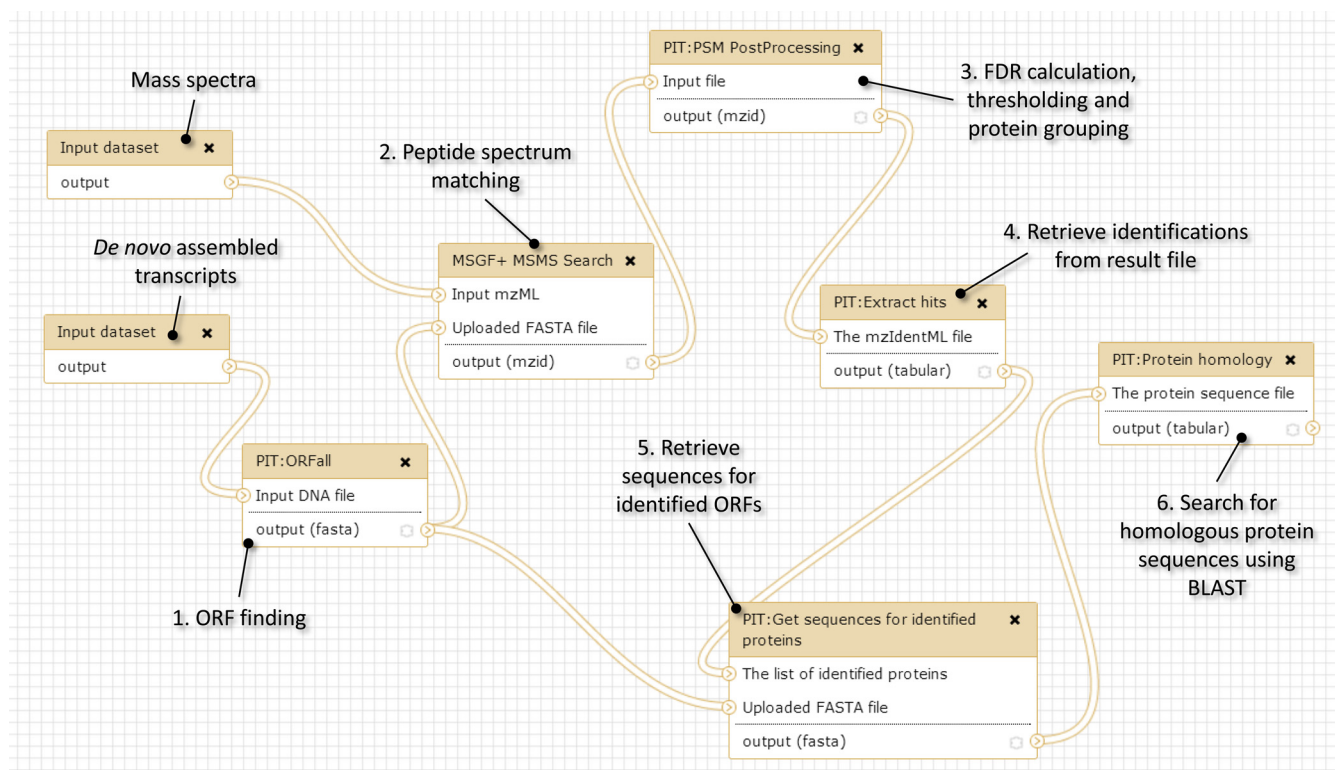 Mass spectra
Input dataset
output
De novo assembled
transcripts
Input dataset
output
1. ORF finding
PIT:ORFall
Input DNA file
output (fasta)
2. Peptide spectrum
matching
MSGF+ MSMS Search
Input mzML
Uploaded FASTA file
output (mzid)
PIT:PSM PostProcessing
Input file
output (mzid)
3. FDR calculation,
thresholding and
protein grouping
4. Retrieve identifications
from result file
PIT:Extract hits
The mzIdentML file
output (tabular)
5. Retrieve
sequences for
identified ORFs
PIT:Get sequences for identified
proteins
The list of identified proteins
Uploaded FASTA file
output (fasta)
PIT:Protein homology
The protein sequence file
output (tabular)
6. Search for
homologous protein
sequences using
BLAST